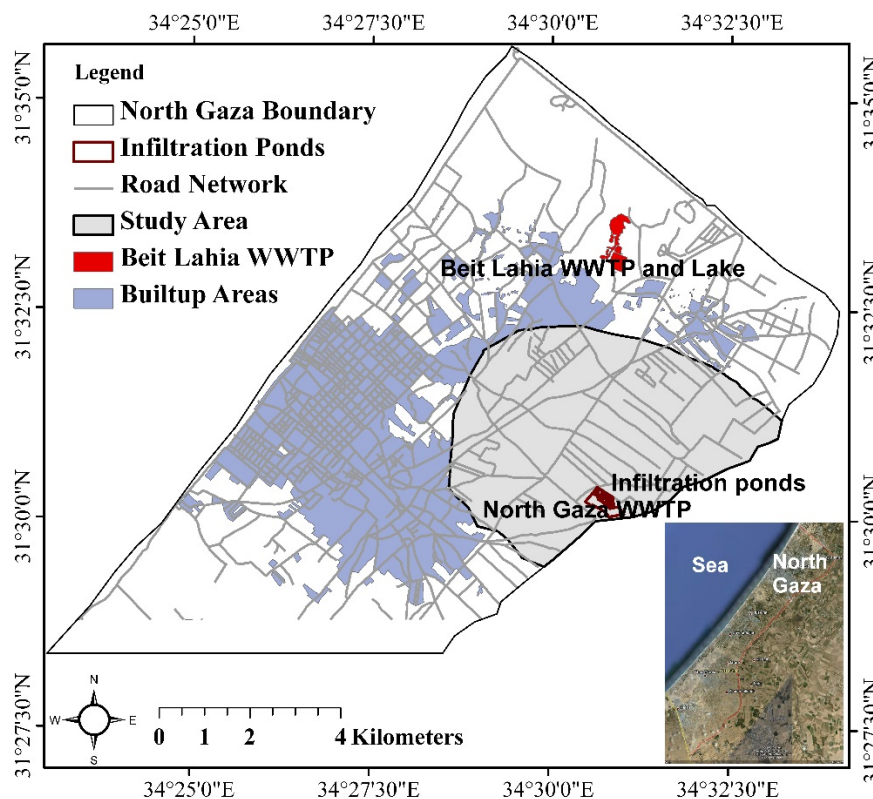 34°25'0"E 34°27'30"E 34°30'0"E 34°32'30"E
Legend
North Gaza Boundary
Infiltration Ponds
Road Network
Study Area
Beit Lahia WWTP
Builtup Areas
31°35'0"N
31°32'30"N
31°30'0"N
31°27'30"N
31°35'0"N
31°32'30"N
31°30'0"N
31°27'30"N
Beit Lahia WWTP and Lake
Infiltration ponds
North Gaza WWTP
Sea
North
Gaza
N
W E
S
0 1 2 4 Kilometers
34°25'0"E 34°27'30"E 34°30'0"E 34°32'30"E